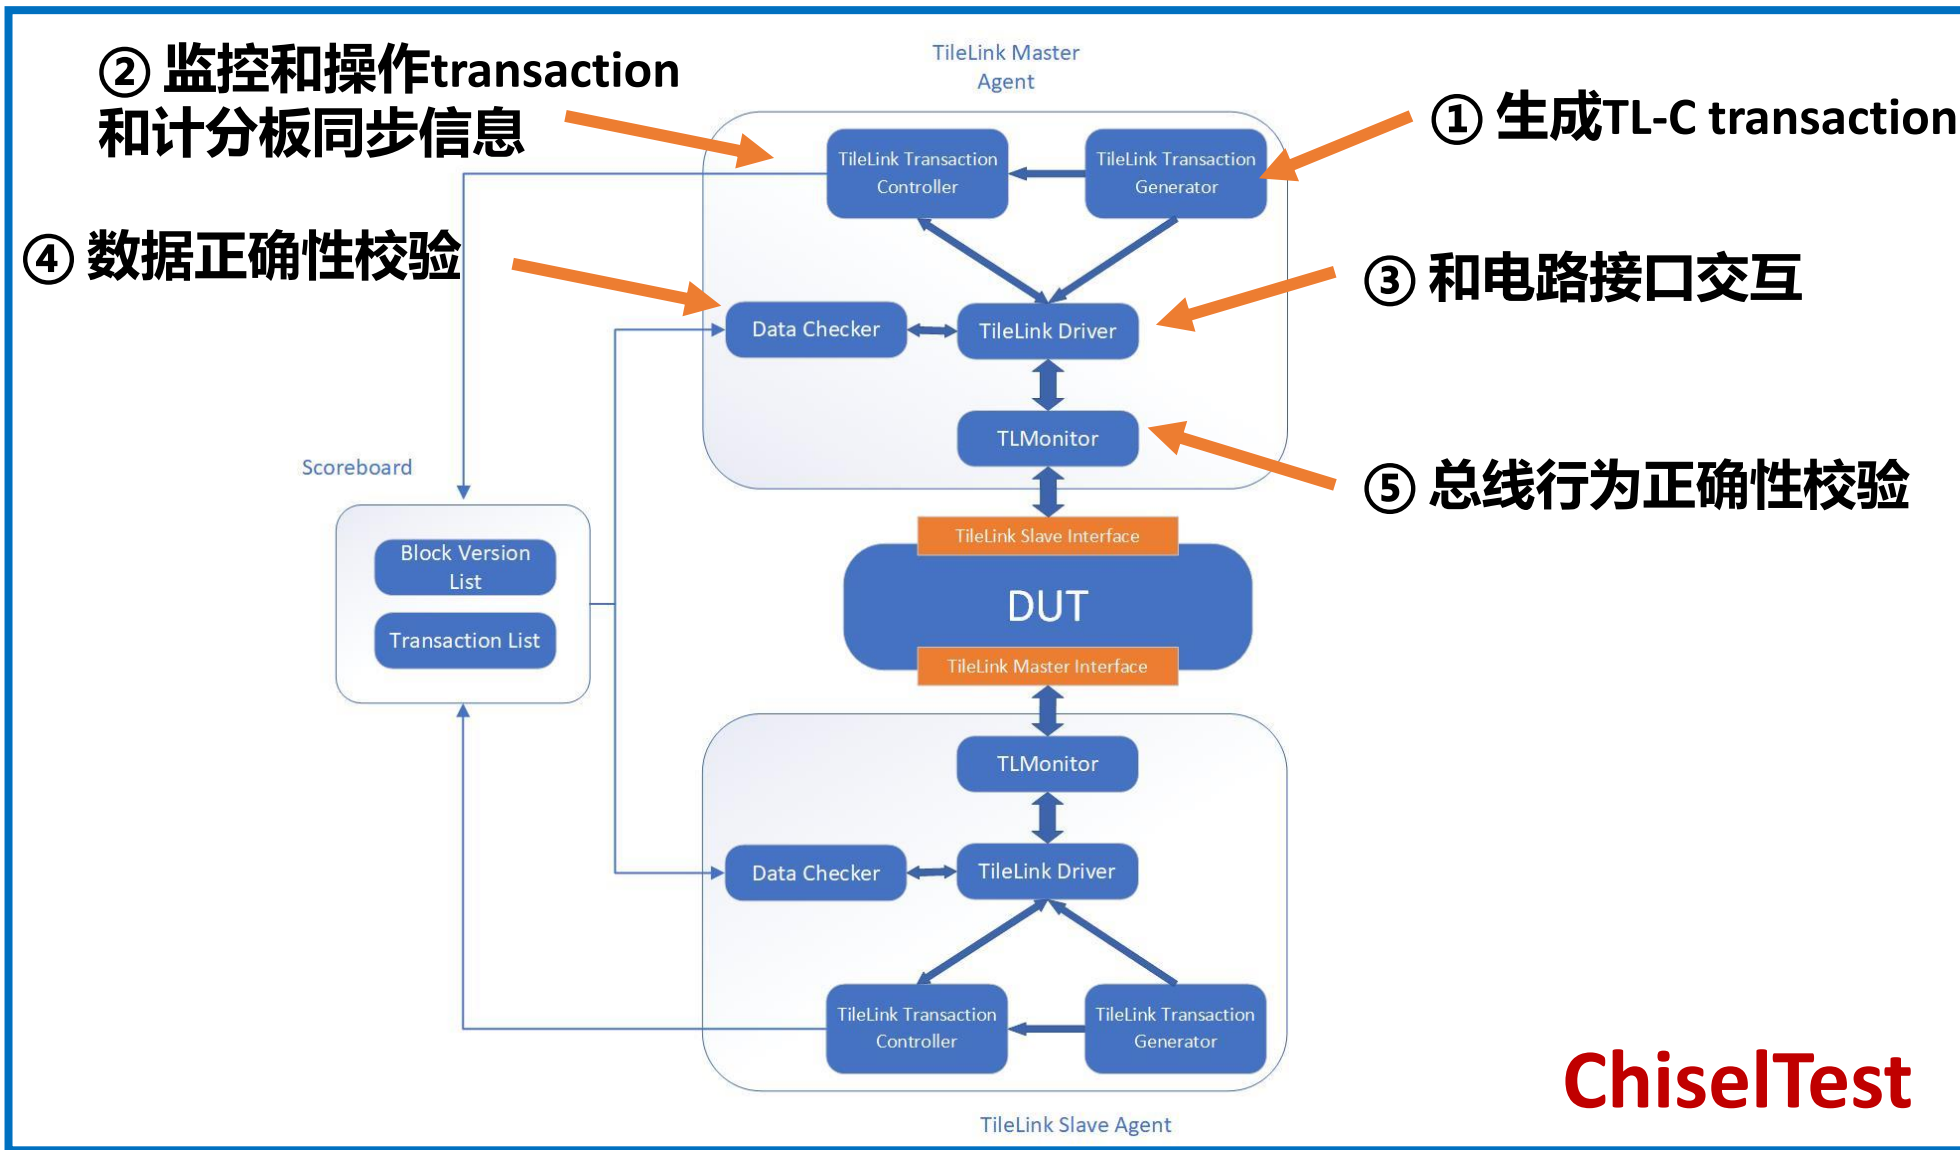 ② 监控和操作transaction
和计分板同步信息
TileLink Master
Agent
① 生成TL-C transaction
TileLink Transaction
Controller
TileLink Transaction
Generator
④ 数据正确性校验
③ 和电路接口交互
Data Checker
TileLink Driver
TLMonitor
⑤ 总线行为正确性校验
Scoreboard
Block Version
List
Transaction List
TileLink Slave Interface
DUT
TileLink Master Interface
TLMonitor
Data Checker
TileLink Driver
TileLink Transaction
Controller
TileLink Transaction
Generator
ChiselTest
TileLink Slave Agent